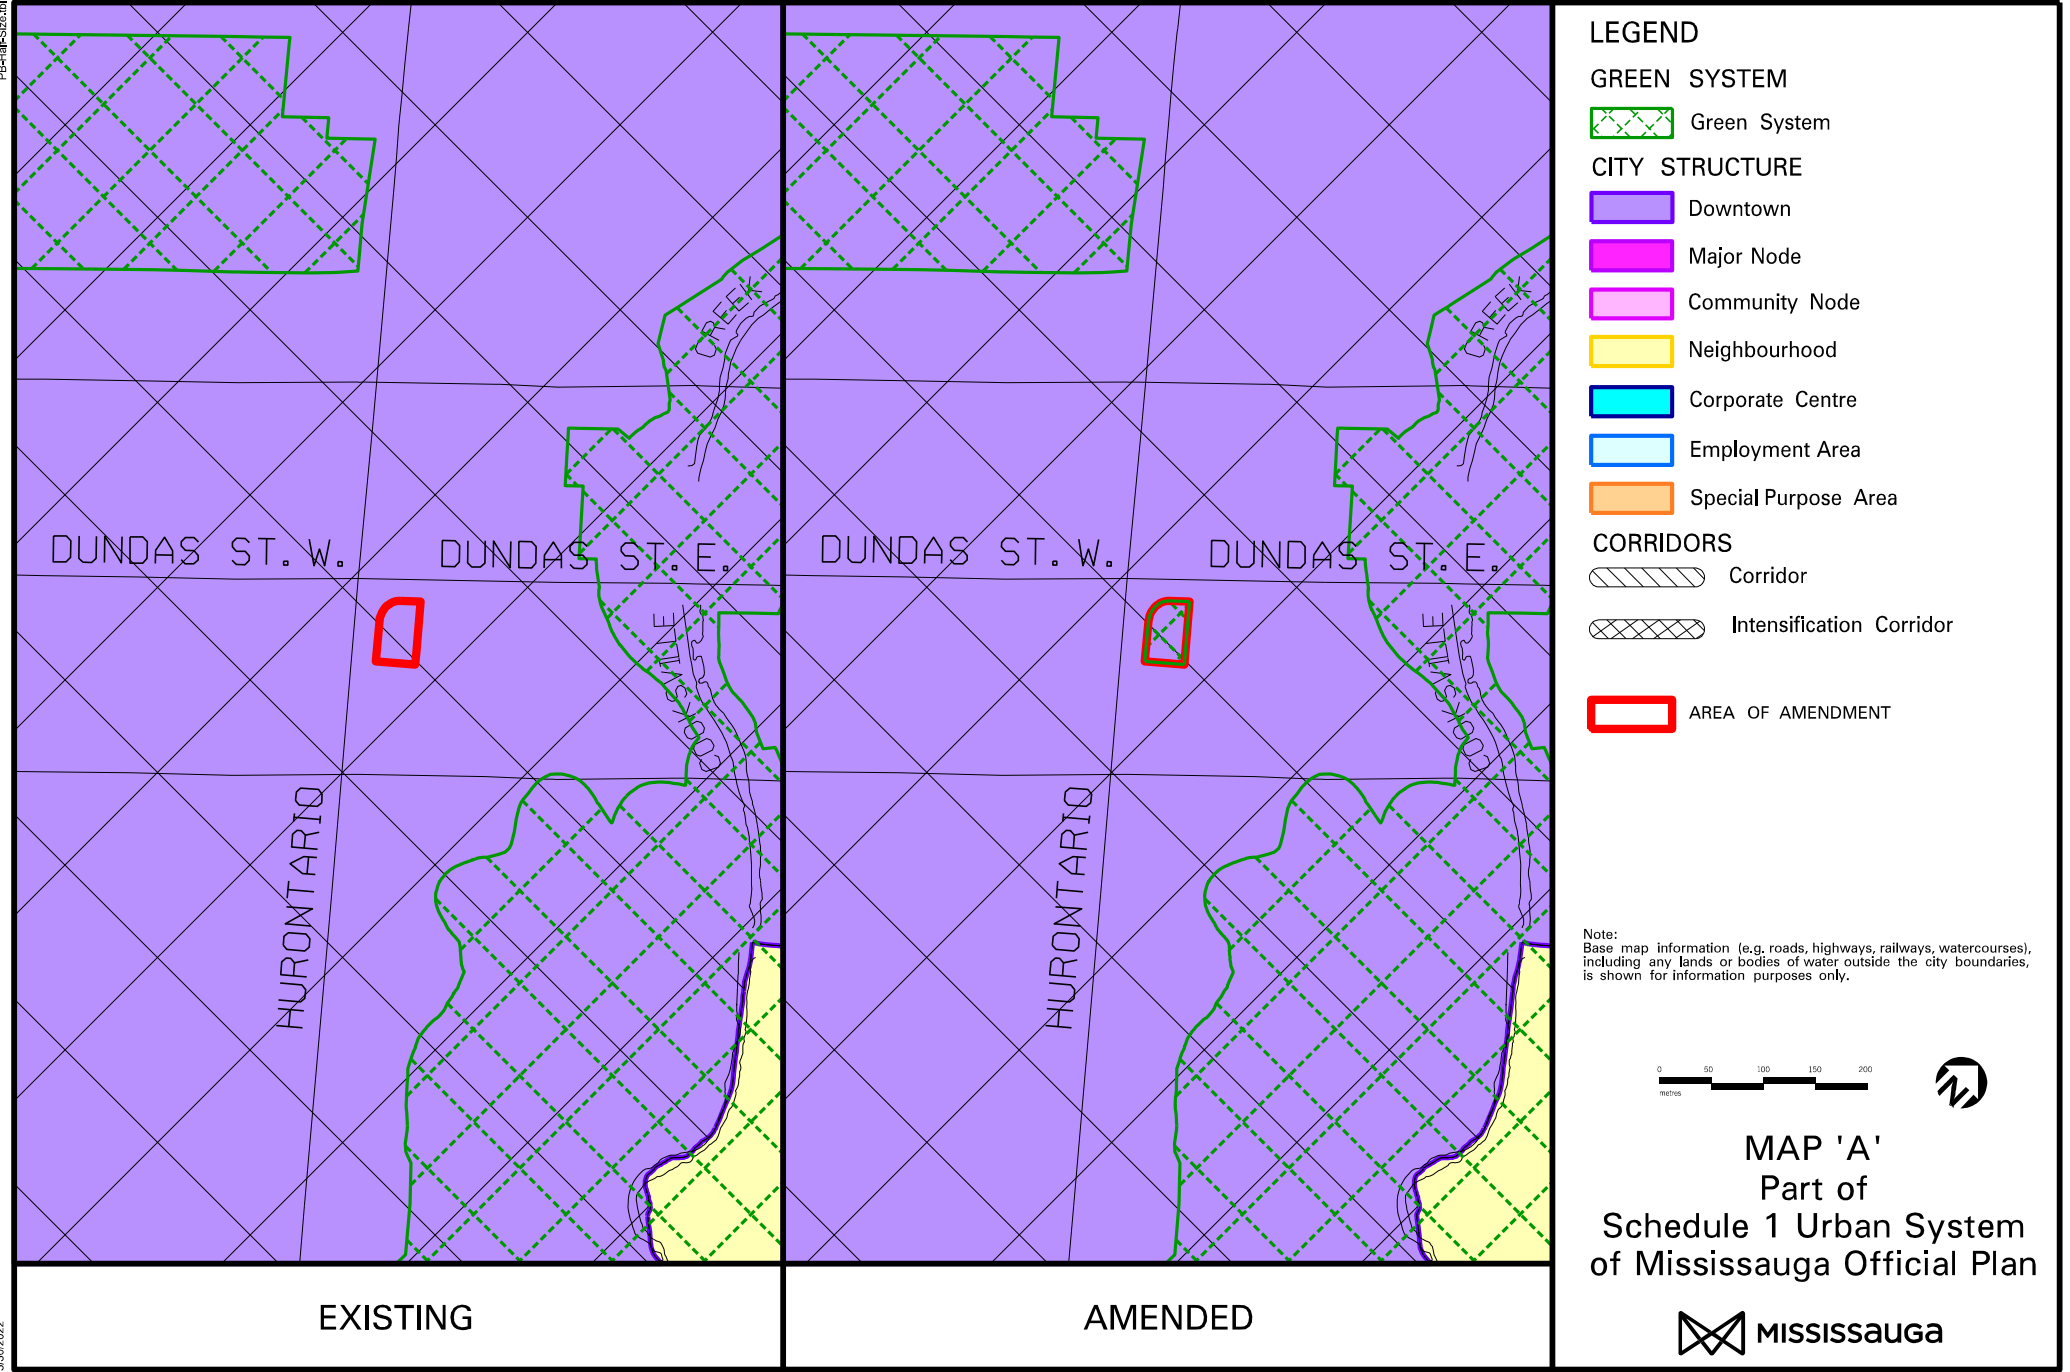 PB-Half-Size.tbl
CREEK
DUNDAS ST. W.
DUNDAS ST. E.
COOKSVILLE
HURONTARIO
EXISTING
CREEK
DUNDAS ST. W.
DUNDAS ST. E.
COOKSVILLE
HURONTARIO
AMENDED
LEGEND
GREEN SYSTEM
Green System
CITY STRUCTURE
Downtown
Major Node
Community Node
Neighbourhood
Corporate Centre
Employment Area
Special Purpose Area
CORRIDORS
Corridor
Intensification Corridor
AREA OF AMENDMENT
Note:
Base map information (e.g. roads, highways, railways, watercourses),
including any lands or bodies of water outside the city boundaries,
is shown for information purposes only.
0 50 100 150 200
metres
N
MAP 'A'
Part of
Schedule 1 Urban System
of Mississauga Official Plan
MISSISSAUGA